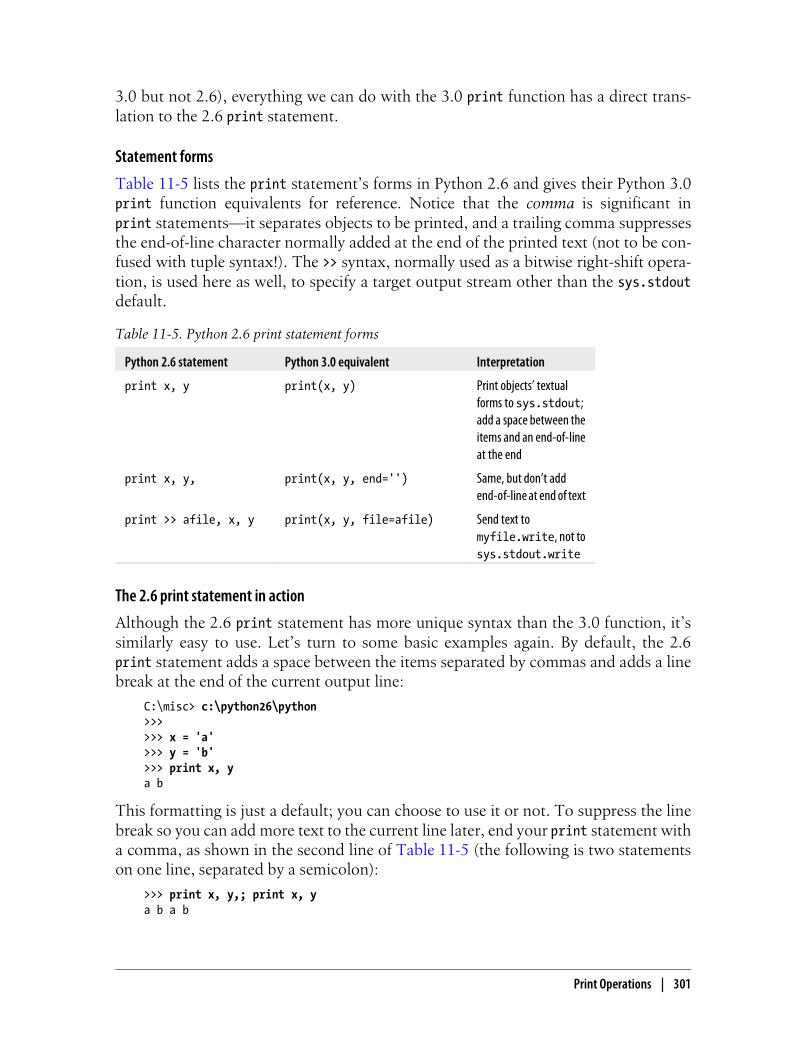 3.0 but not 2.6), everything we can do with the 3.0 print function has a direct trans-
lation to the 2.6 print statement.
Statement forms
Table 11-5 lists the print statement’s forms in Python 2.6 and gives their Python 3.0
print function equivalents for reference. Notice that the comma is significant in
print statements—it separates objects to be printed, and a trailing comma suppresses
the end-of-line character normally added at the end of the printed text (not to be con-
fused with tuple syntax!). The >> syntax, normally used as a bitwise right-shift opera-
tion, is used here as well, to specify a target output stream other than the sys.stdout
default.
Table 11-5. Python 2.6 print statement forms
Python 2.6 statement Python 3.0 equivalent Interpretation
print x, y print(x, y) Print objects’ textual
forms to sys.stdout;
add a space between the
items and an end-of-line
at the end
print x, y, print(x, y, end='') Same, but don’t add
end-of-line at end of text
print >> afile, x, y print(x, y, file=afile) Send text to
myfile.write, not to
sys.stdout.write
The 2.6 print statement in action
Although the 2.6 print statement has more unique syntax than the 3.0 function, it’s
similarly easy to use. Let’s turn to some basic examples again. By default, the 2.6
print statement adds a space between the items separated by commas and adds a line
break at the end of the current output line:
C:\misc> c:\python26\python
>>>
>>> x = 'a'
>>> y = 'b'
>>> print x, y
a b
This formatting is just a default; you can choose to use it or not. To suppress the line
break so you can add more text to the current line later, end your print statement with
a comma, as shown in the second line of Table 11-5 (the following is two statements
on one line, separated by a semicolon):
>>> print x, y,; print x, y
a b a b
Print Operations | 301